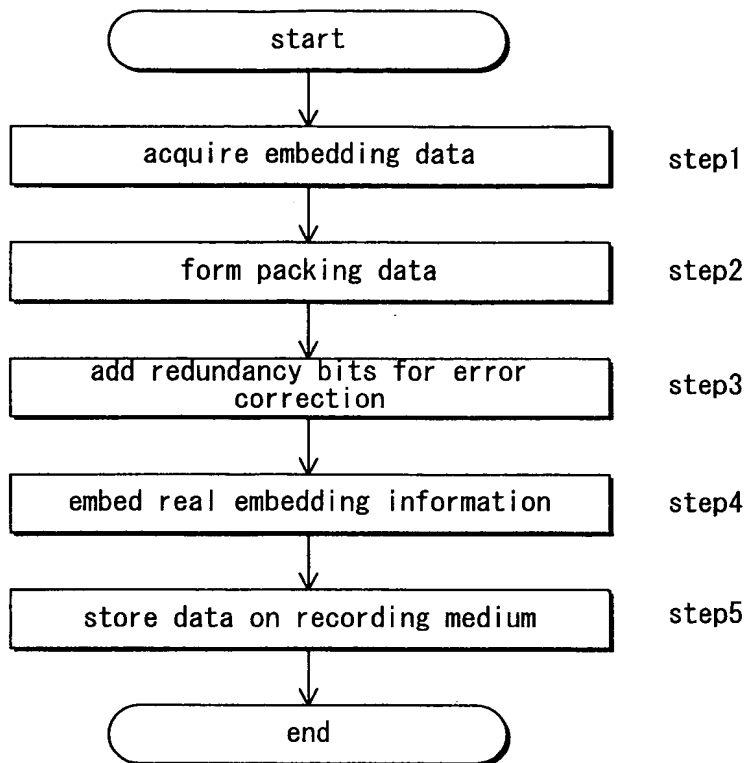 start
acquire embedding data step1
form packing data step2
add redundancy bits for error
correction step3
embed real embedding information step4
store data on recording medium step5
end